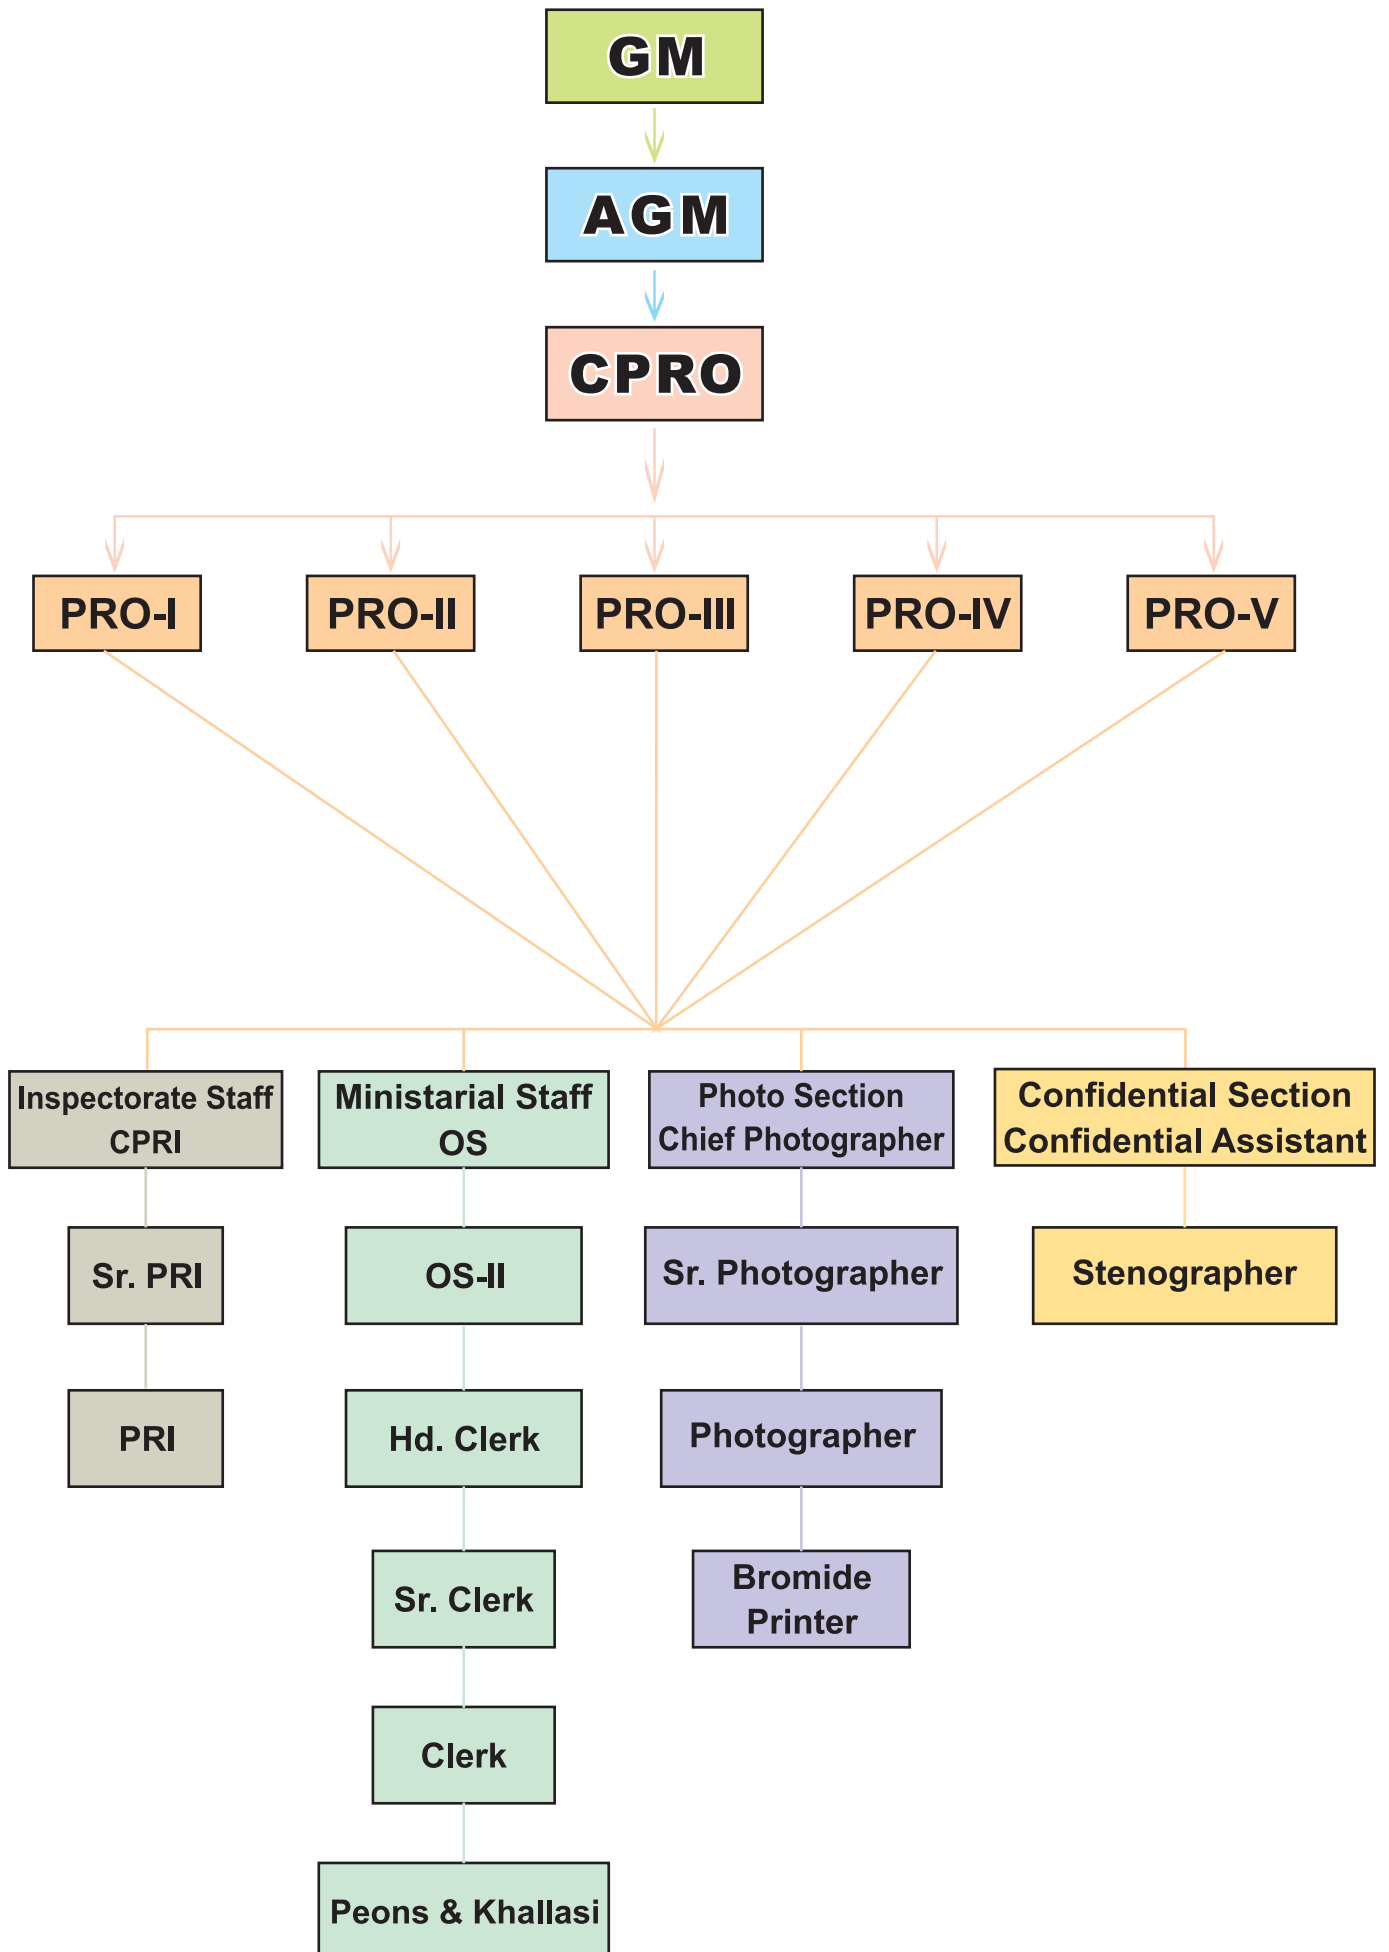 GM
AGM
CPRO
PRO-I
PRO-II
PRO-III
PRO-IV
PRO-V
Inspectorate Staff
CPRI
Ministarial Staff
OS
Photo Section
Chief Photographer
Confidential Section
Confidential Assistant
Sr. PRI
OS-II
Sr. Photographer
Stenographer
PRI
Hd. Clerk
Photographer
Sr. Clerk
Bromide
Printer
Clerk
Peons & Khallasi